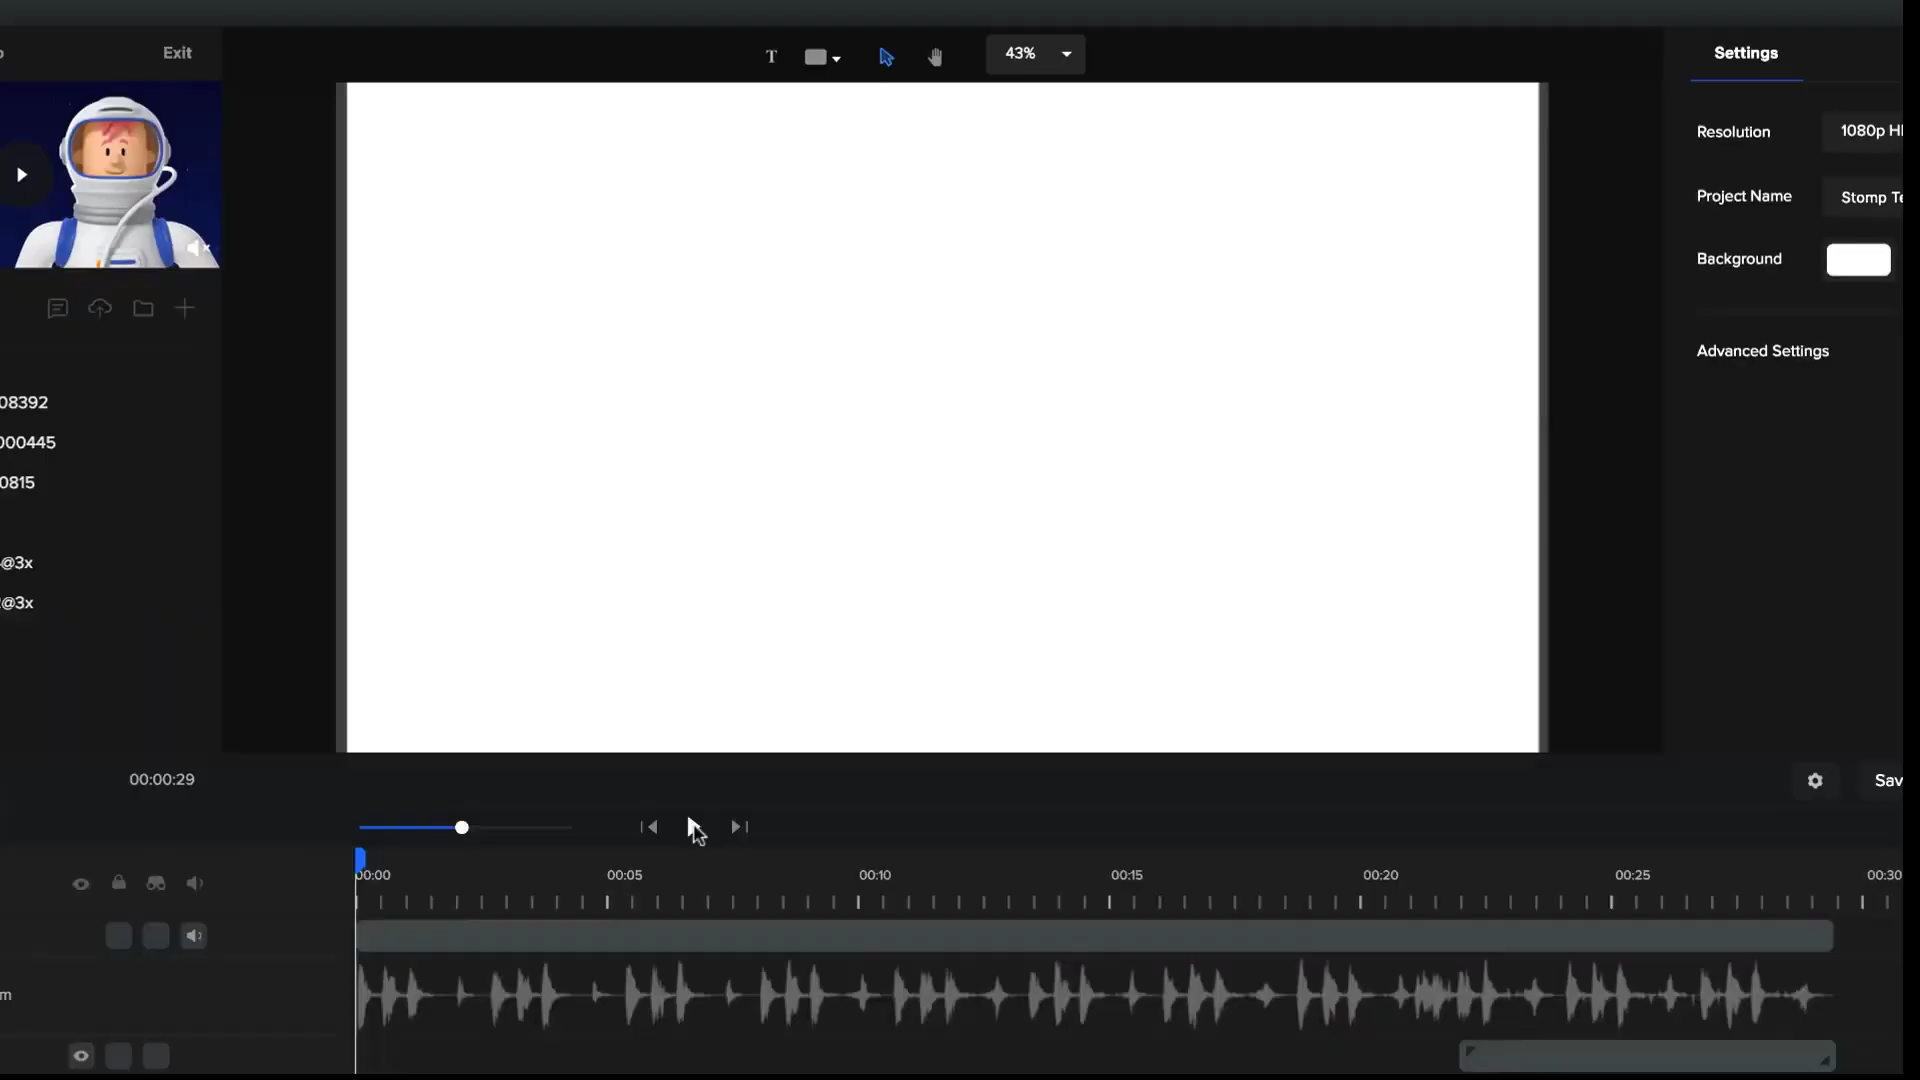 Exit
T
43%
Settings
Resolution
1080p
Project Name
Stomp
Background
Advanced Settings
08392
000445
0815
@3x
@3x
00:00:29
00:00
00:05
00:10
00:15
00:20
00:25
00:30
m